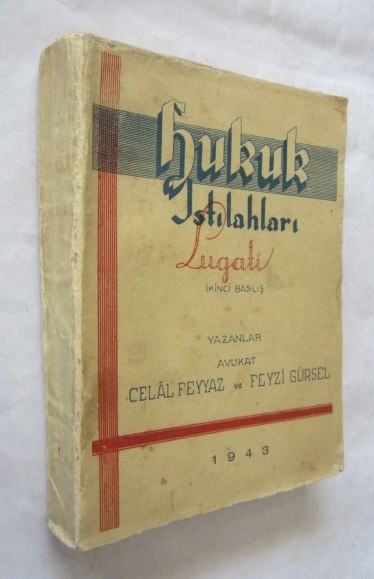 Hukuk
Istılahları
Lugati
İKİNCİ BASILIŞ
YAZANLAR
AVUKAT
CELÂL FEYYAZ ve FEYZİ GÜRSEL
1943